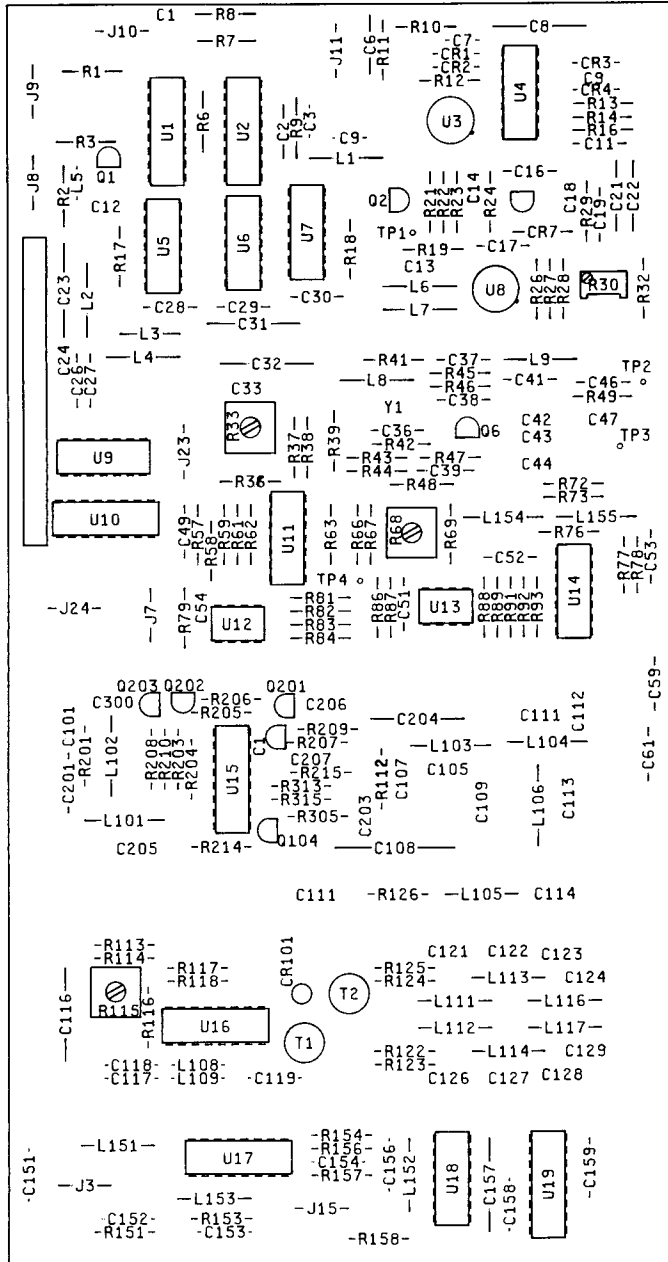 C1
-R8-
-J10-
-R7-
-J11-
-C6-
-R11-
-R10-
-C8-
-C7-
-CR1-
-CR2-
-R12-
-J9-
-R1-
U1
-R6-
U2
-C2-
-R9-
-C3-
-C9-
-L1-
U3
U4
-CR3-
C9
-CR4-
-R13-
-R14-
-R16-
-C11-
-R3-
Q1
-J8-
-R2-
-L5-
C12
-R17-
U5
U6
U7
-R18-
Q2
TP1
-R21-
-R22-
-R23-
C14
-R24-
-C16-
-CR7-
C18
-R29-
-C19-
-C21-
-C22-
-R19-
-C17-
C13
-L6-
-L7-
U8
-R26-
-R27-
-R28-
R30
-R32-
-C23-
-L2-
-C28-
-C29-
-C30-
-C31-
-L3-
-L4-
C24
-C26-
-C27-
-C32-
C33
R33
-R41-
-C37-
-L9-
-L8-
-R45-
-R46-
-C38-
-C41-
TP2
-C46-
-R49-
Y1
-C36-
-R42-
Q6
C42
C43
C47
TP3
U9
-J23-
-R37-
-R38-
-R39-
-R43-
-R44-
-R47-
-C39-
C44
-R36-
-R48-
-R72-
-R73-
U10
-C49-
-R57-
-R58-
-R59-
-R61-
-R62-
U11
-R63-
-R66-
-R67-
R68
-R69-
-L154-
-L155-
-R76-
-C52-
U14
-R77-
-R78-
-C53-
TP4
-J24-
-J7-
-R79-
C54
U12
-R81-
-R82-
-R83-
-R84-
-R86-
-R87-
-C51-
U13
-R88-
-R89-
-R91-
-R92-
-R93-
Q203
Q202
Q201
C300
-R206-
-R205-
C206
-C59-
-C61-
C101
-R201-
-C201-
-L102-
-R208-
-R210-
-R203-
-R204-
U15
C1
-R209-
-R207-
C207
-R215-
-R313-
-R315-
-R305-
-C204-
-L103-
C111
C112
-L104-
-R112-
C107
C105
-L106-
C113
C109
C203
-L101-
C205
-R214-
Q104
-C108-
C111
-R126-
-L105-
C114
-R113-
-R114-
R115
-R116-
-C116-
-R117-
-R118-
CR101
T2
U16
T1
-R125-
-R124-
C121
C122
C123
-L113-
C124
-L111-
-L116-
-L112-
-L117-
-R122-
-R123-
-L114-
C129
C126
C127
C128
-C118-
-L108-
-C117-
-L109-
-C119-
-C151-
-L151-
U17
-R154-
-R156-
-C154-
-R157-
-C156-
-L152-
U18
-C157-
-C158-
U19
-C159-
-J3-
-L153-
-J15-
-C152-
-R153-
-R151-
-C153-
-R158-